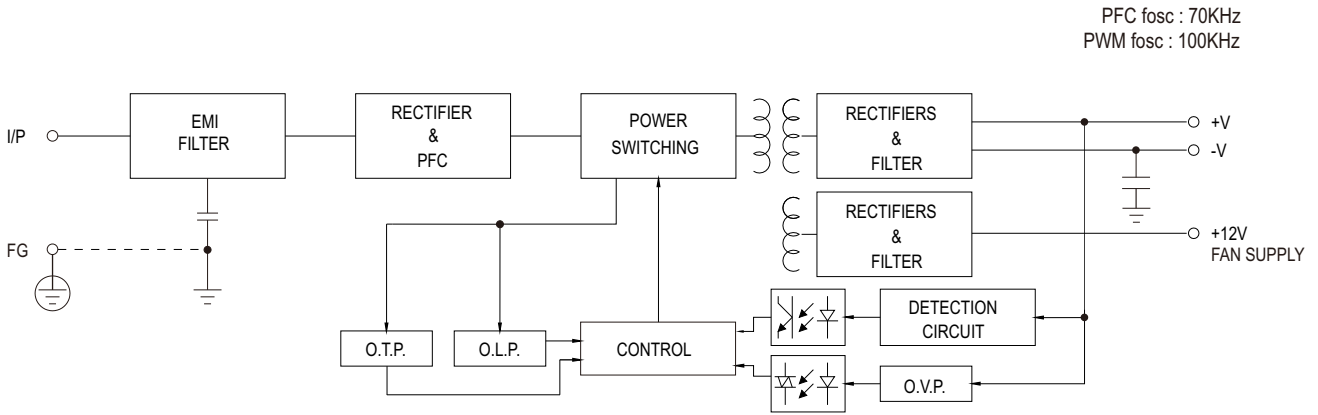 PFC fosc : 70KHz
PWM fosc : 100KHz
I/P
EMI
FILTER
RECTIFIER
&
PFC
POWER
SWITCHING
RECTIFIERS
&
FILTER
+V
-V
FG
RECTIFIERS
&
FILTER
+12V
FAN SUPPLY
O.T.P.
O.L.P.
CONTROL
DETECTION
CIRCUIT
O.V.P.